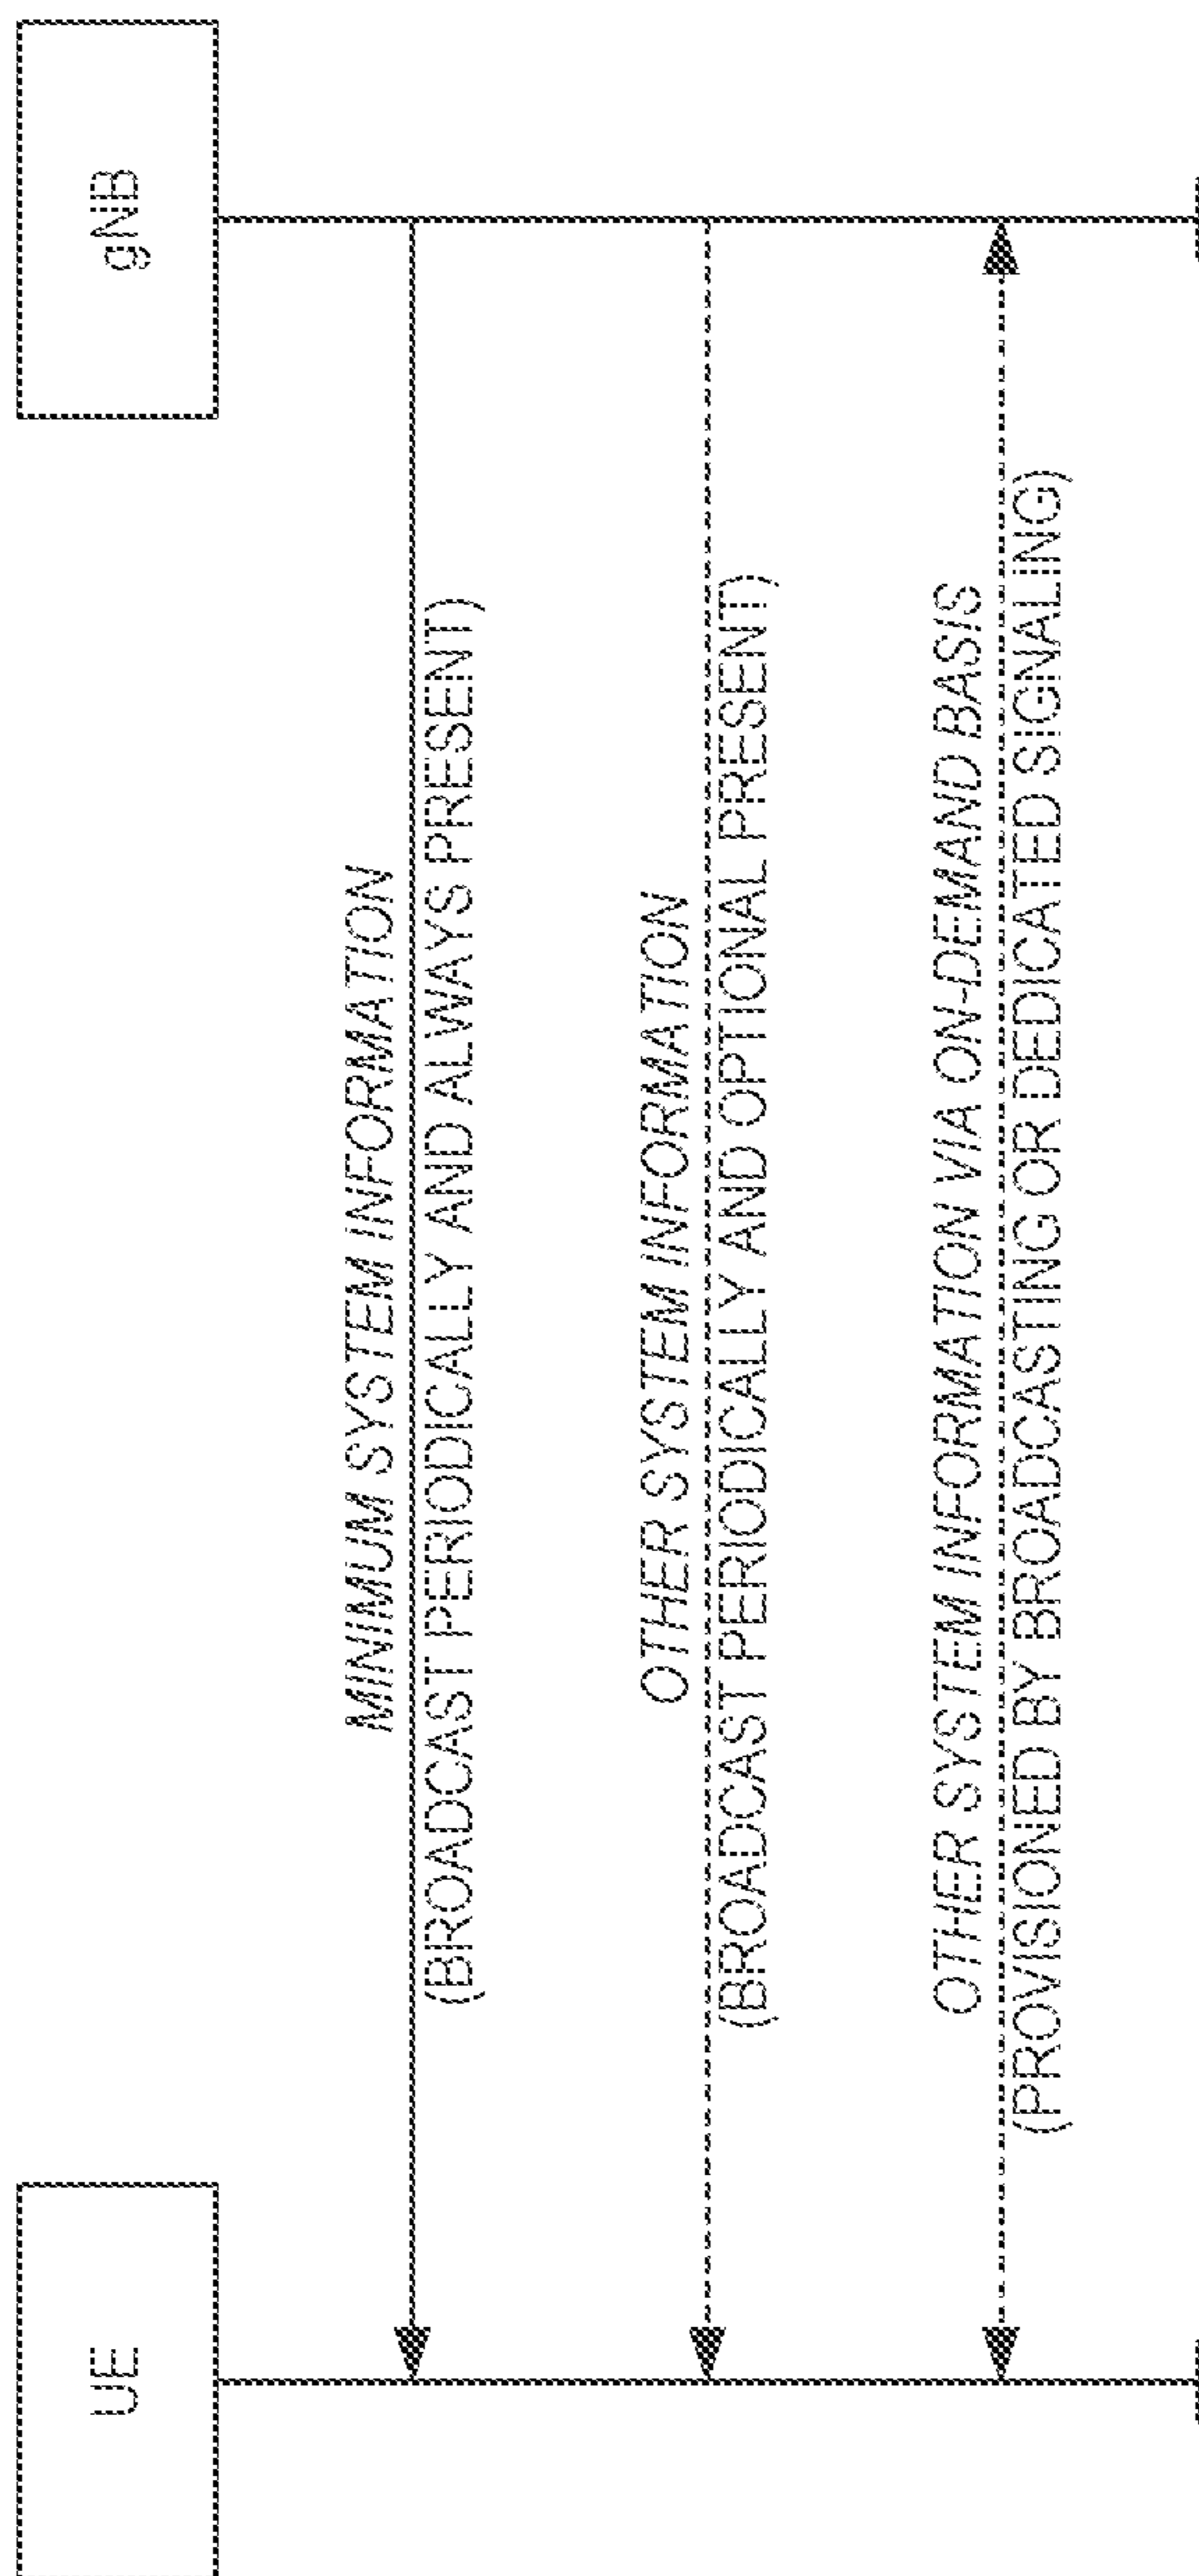 UE
gNB
MINIMUM SYSTEM INFORMATION
(BROADCAST PERIODICALLY AND ALWAYS PRESENT)
OTHER SYSTEM INFORMATION
(BROADCAST PERIODICALLY AND OPTIONAL PRESENT)
OTHER SYSTEM INFORMATION VIA ON-DEMAND BASIS
(PROVISIONED BY BROADCASTING OR DEDICATED SIGNALING)